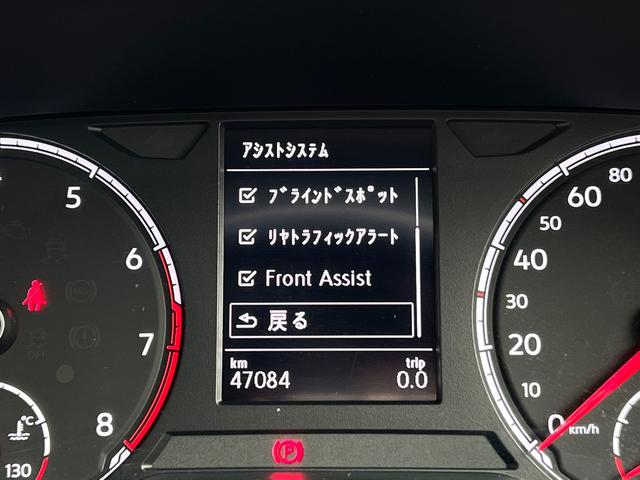 アシストシステム
ブラインドスポット
リヤトラフィックアラート
Front Assist
戻る
km trip
47084 0.0
5
6
7
8
°C
130
80
60
50
40
30
20
10
0 km/h
(P)